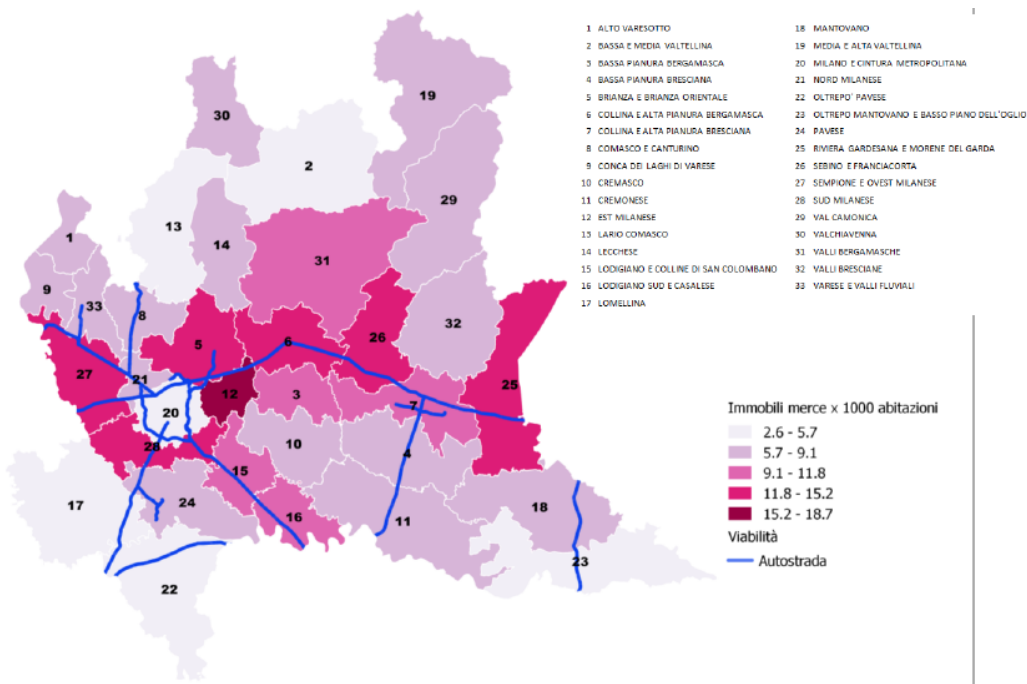 1 ALTO VARESOTTO
2 BASSA E MEDIA VALTELLINA
3 BASSA PIANURA BERGAMASCA
4 BASSA PIANURA BRESCIANA
5 BRIANZA E BRIANZA ORIENTALE
6 COLLINA E ALTA PIANURA BERGAMASCA
7 COLLINA E ALTA PIANURA BRESCIANA
8 COMASCO E CANTURINO
9 CONCA DEI LAGHI DI VARESE
10 CREMASCO
11 CREMONESE
12 EST MILANESE
13 LARIO COMASCO
14 LECCHESE
15 LODIGIANO E COLLINE DI SAN COLOMBANO
16 LODIGIANO SUD E CASALESE
17 LOMELLINA
18 MANTOVANO
19 MEDIA E ALTA VALTELLINA
20 MILANO E CINTURA METROPOLITANA
21 NORD MILANESE
22 OLTREPO' PAVESE
23 OLTREPO MANTOVANO E BASSO PIANO DELL'OGLIO
24 PAVESE
25 RIVIERA GARDESANA E MORENE DEL GARDA
26 SEBINO E FRANCIACORTA
27 SEMPIONE E OVEST MILANESE
28 SUD MILANESE
29 VAL CAMONICA
30 VALCHIAVENNA
31 VALLI BERGAMASCHE
32 VALLI BRESCIANE
33 VARESE E VALLI FLUVIALI
19
30
2
29
13
1
14
31
9
33
8
32
5
6
26
27
21
12
3
25
20
7
28
10
4
15
17
24
16
11
18
23
22
Immobili merce x 1000 abitazioni
2.6 - 5.7
5.7 - 9.1
9.1 - 11.8
11.8 - 15.2
15.2 - 18.7
Viabilità
Autostrada